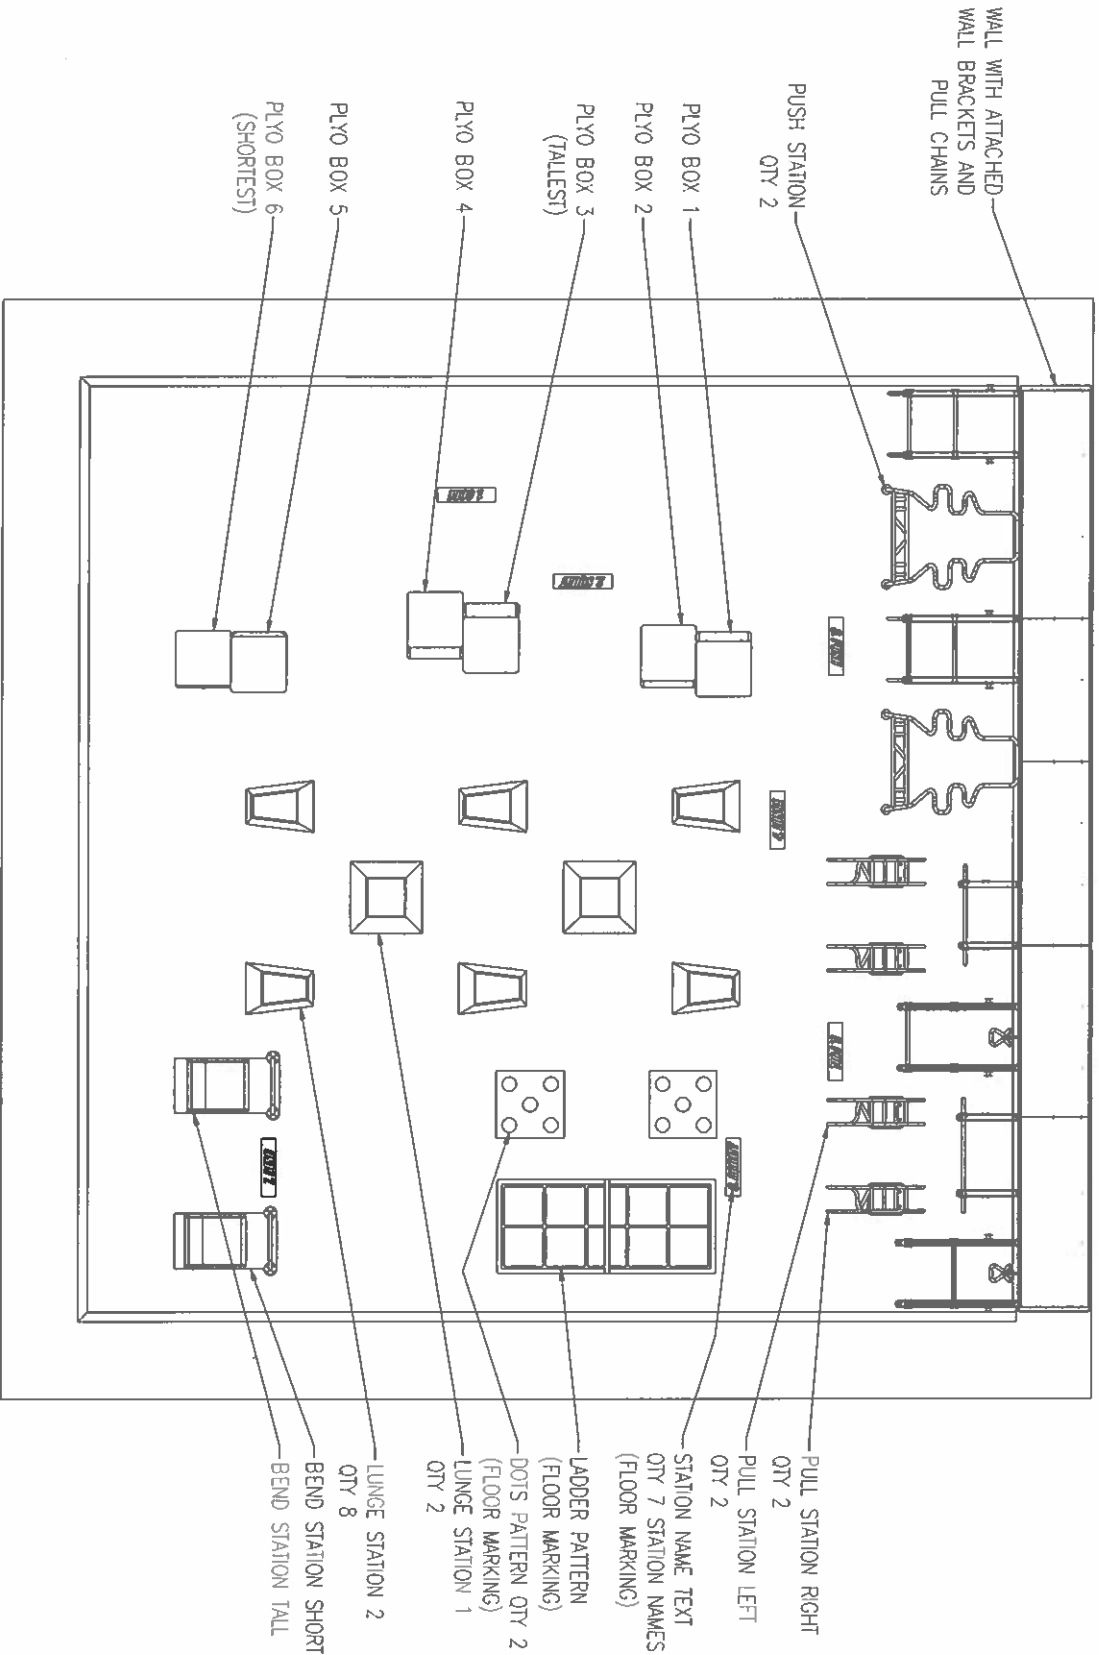 WALL WITH ATTACHED
WALL BRACKETS AND
PULL CHAINS
PUSH STATION
QTY 2
PLYO BOX 1
PLYO BOX 2
PLYO BOX 3
(TALLEST)
PLYO BOX 4
PLYO BOX 5
PLYO BOX 6
(SHORTEST)
PULL STATION RIGHT
QTY 2
PULL STATION LEFT
QTY 2
STATION NAME TEXT
QTY 7 STATION NAMES
(FLOOR MARKING)
LADDER PATTERN
(FLOOR MARKING)
DOTS PATTERN QTY 2
(FLOOR MARKING)
LUNGE STATION 1
QTY 2
LUNGE STATION 2
QTY 8
BEND STATION SHORT
BEND STATION TALL